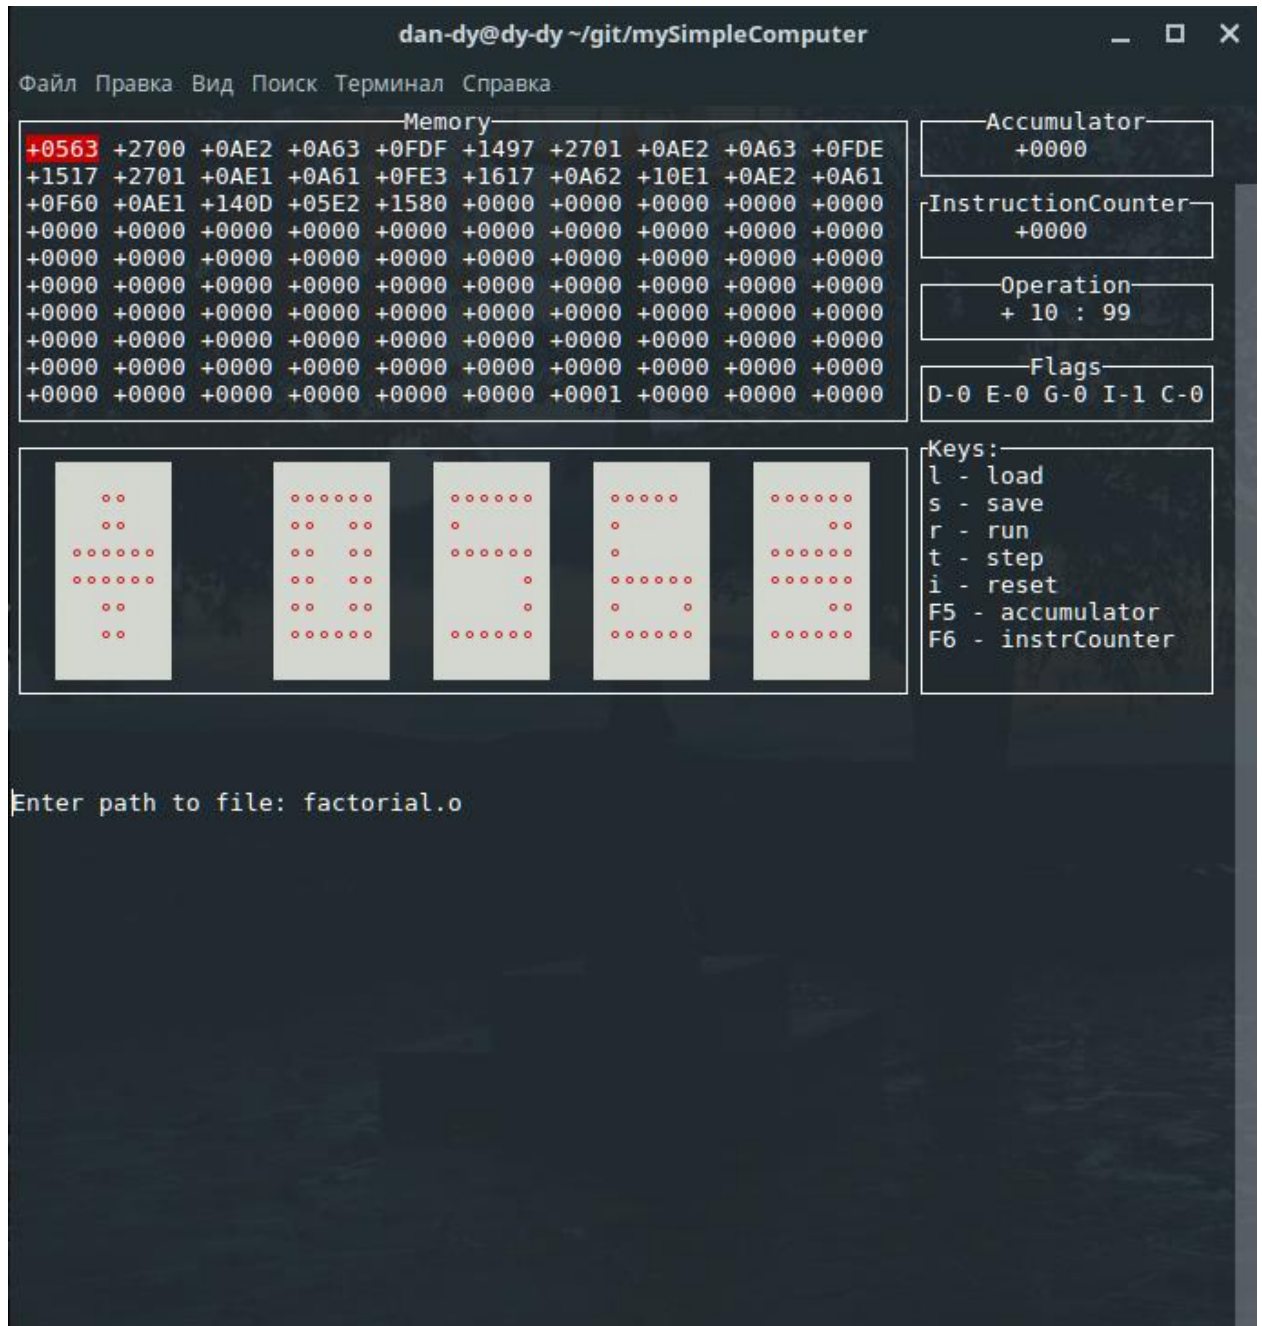 dan-dy@dy-dy ~/git/mySimpleComputer
Файл Правка Вид Поиск Терминал Справка
Memory
+0563 +2700 +0AE2 +0A63 +0FDF +1497 +2701 +0AE2 +0A63 +0FDE
+1517 +2701 +0AE1 +0A61 +0FE3 +1617 +0A62 +10E1 +0AE2 +0A61
+0F60 +0AE1 +140D +05E2 +1580 +0000 +0000 +0000 +0000 +0000
+0000 +0000 +0000 +0000 +0000 +0000 +0000 +0000 +0000 +0000
+0000 +0000 +0000 +0000 +0000 +0000 +0000 +0000 +0000 +0000
+0000 +0000 +0000 +0000 +0000 +0000 +0000 +0000 +0000 +0000
+0000 +0000 +0000 +0000 +0000 +0000 +0000 +0000 +0000 +0000
+0000 +0000 +0000 +0000 +0000 +0000 +0000 +0000 +0000 +0000
+0000 +0000 +0000 +0000 +0000 +0000 +0000 +0000 +0000 +0000
+0000 +0000 +0000 +0000 +0000 +0000 +0001 +0000 +0000 +0000
Accumulator
+0000
InstructionCounter
+0000
Operation
+ 10 : 99
Flags
D-0 E-0 G-0 I-1 C-0
+0563
Keys:
l - load
s - save
r - run
t - step
i - reset
F5 - accumulator
F6 - instrCounter
Enter path to file: factorial.o